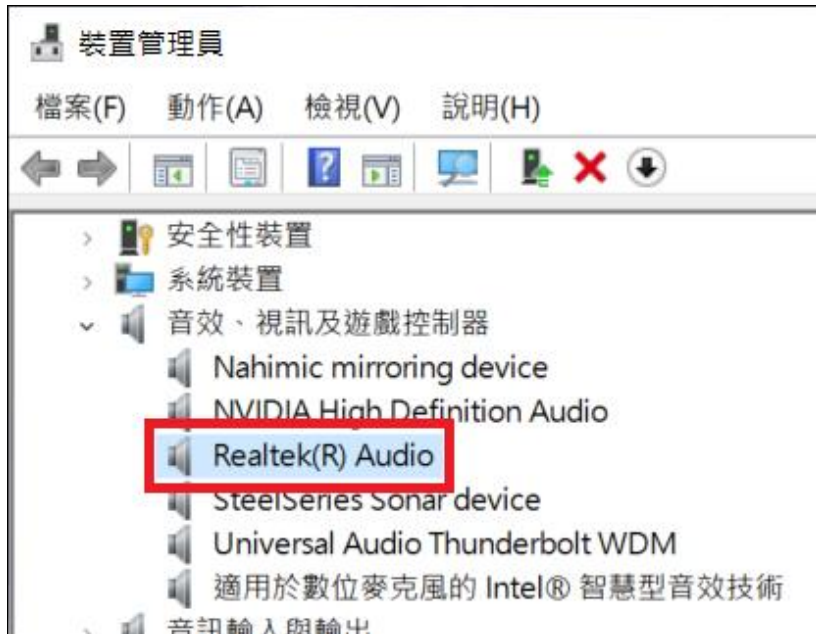 裝置管理員
檔案(F) 動作(A) 檢視(V) 說明(H)
安全性裝置
系統裝置
音效、視訊及遊戲控制器
Nahimic mirroring device
NVIDIA High Definition Audio
Realtek(R) Audio
SteelSeries Sonar device
Universal Audio Thunderbolt WDM
適用於數位麥克風的 Intel® 智慧型音效技術
音訊輸入與輸出